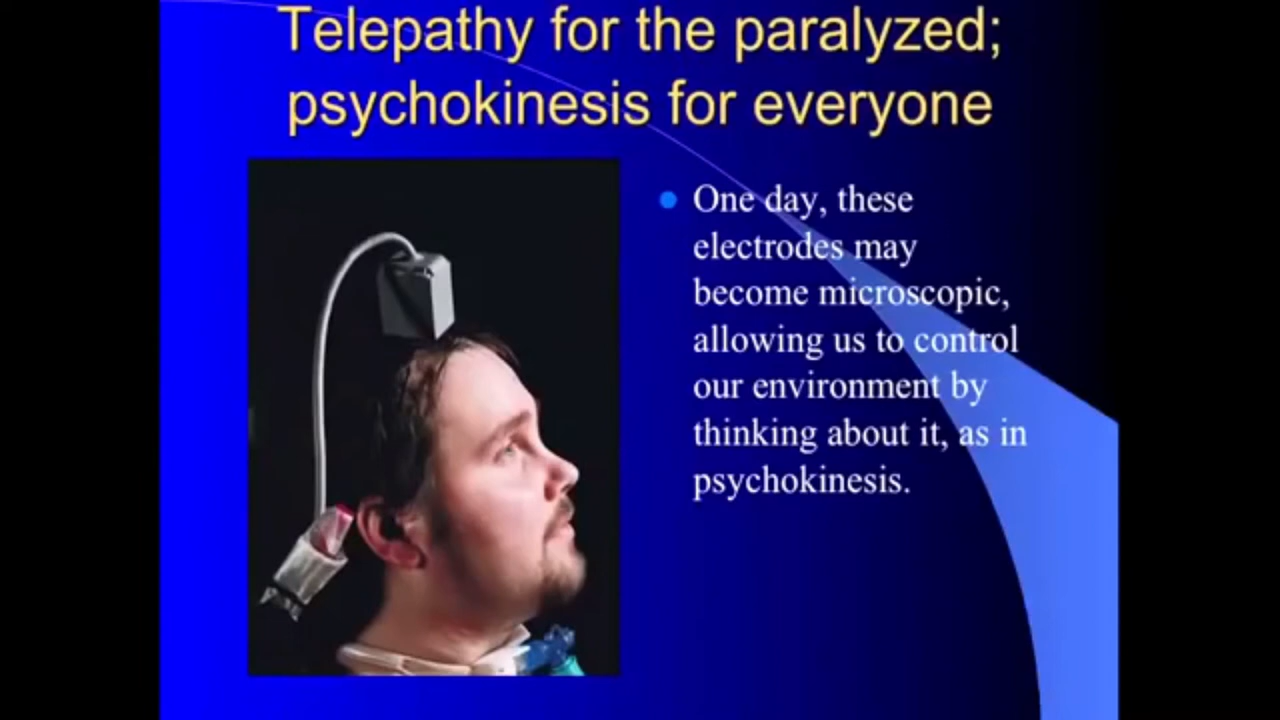 Telepathy for the paralyzed;
psychokinesis for everyone
One day, these
electrodes may
become microscopic,
allowing us to control
our environment by
thinking about it, as in
psychokinesis.